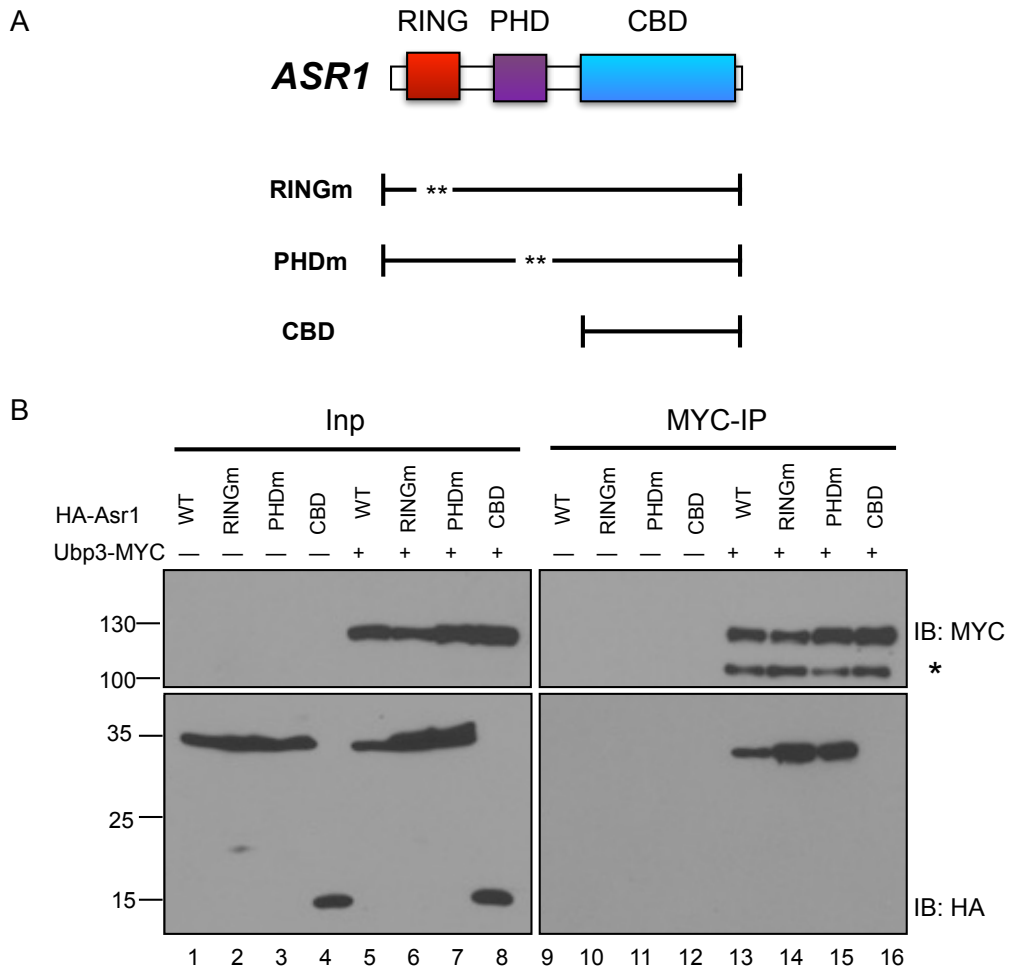 A
RING PHD CBD
ASR1
RINGm **
PHDm **
CBD
B
Inp MYC-IP
HA-Asr1 WT RINGm PHDm CBD WT RINGm PHDm CBD WT RINGm PHDm CBD WT RINGm PHDm CBD
Ubp3-MYC — — — — + + + + — — — — + + + +
130 IB: MYC
100 *
35
25
15 IB: HA
1 2 3 4 5 6 7 8 9 10 11 12 13 14 15 16